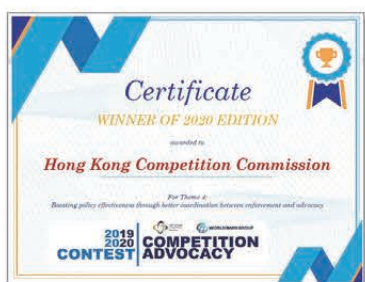 Certificate
WINNER OF 2020 EDITION
awarded to
Hong Kong Competition Commission
For Theme 4:
Boosting policy effectiveness through better coordination between enforcement and advocacy
WORLD BANK GROUP
2019
2020
CONTEST
COMPETITION
ADVOCACY